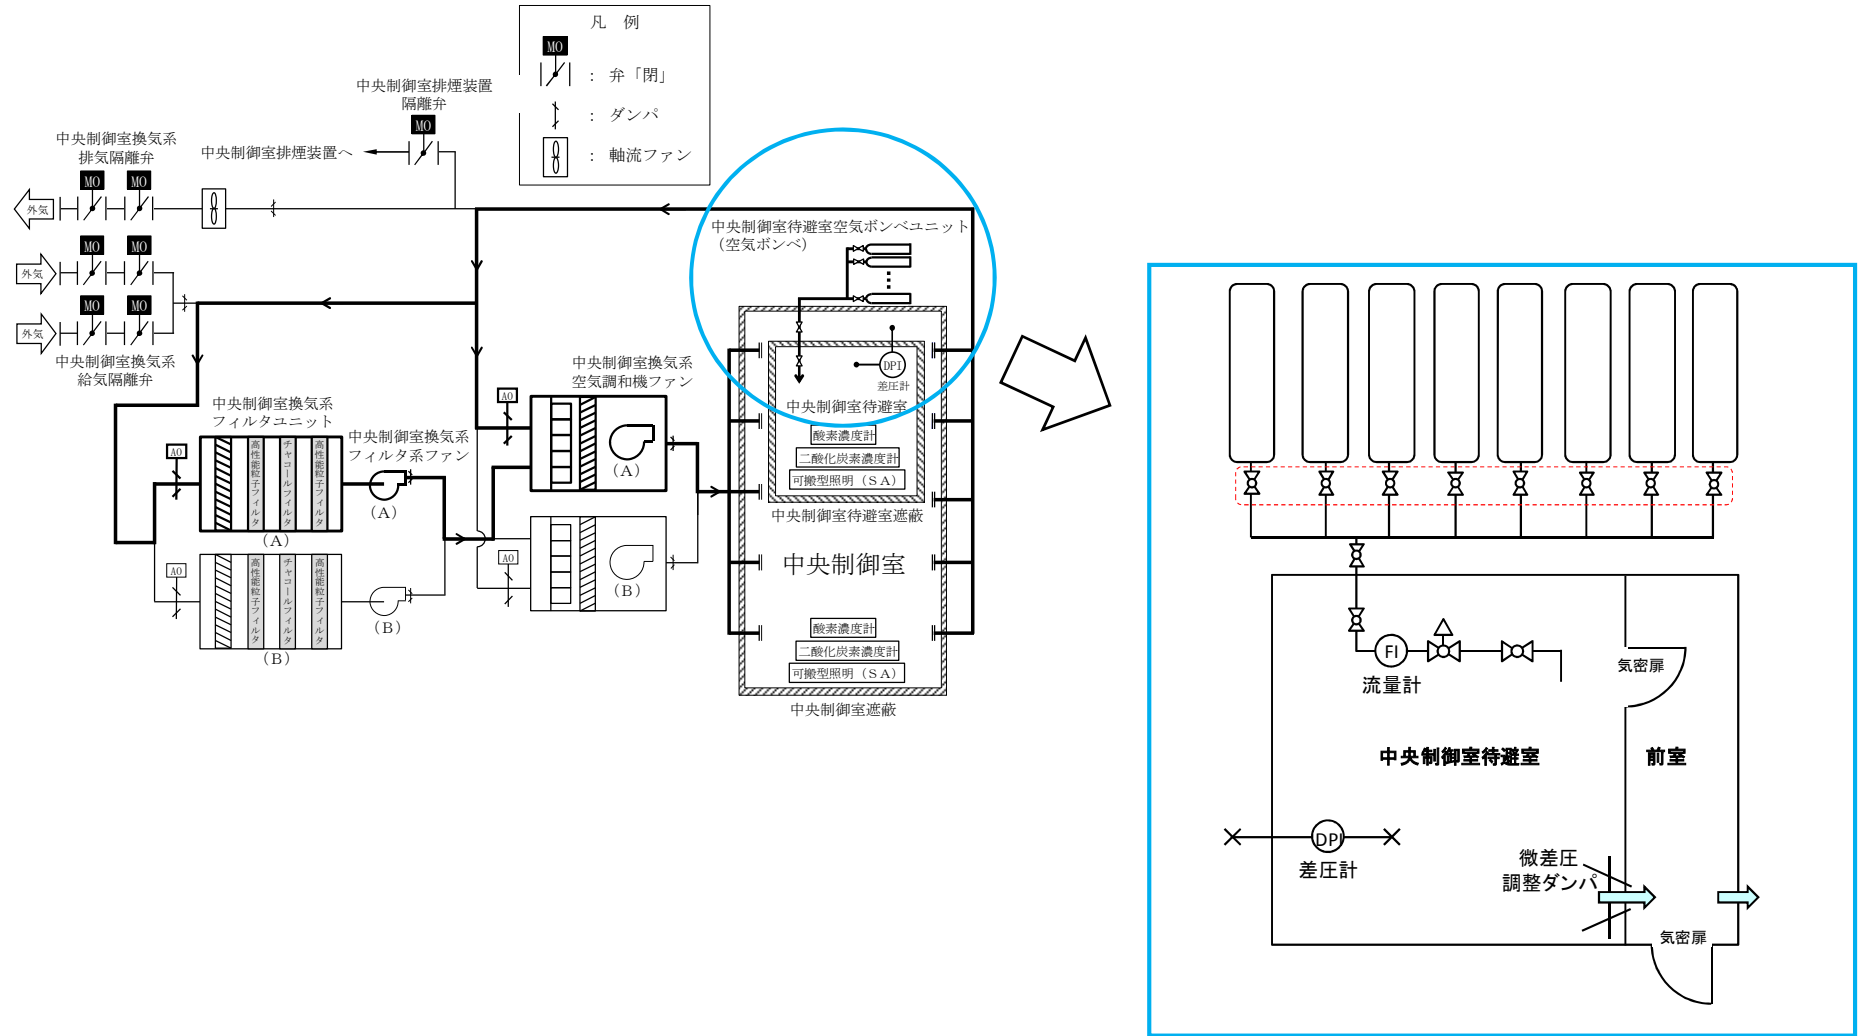 凡 例
MO
： 弁「閉」
： ダンパ
： 軸流ファン
中央制御室排煙装置
隔離弁
MO
中央制御室排煙装置へ
中央制御室換気系
排気隔離弁
MO MO
外気
MO MO
外気
MO MO
外気
中央制御室換気系
給気隔離弁
中央制御室換気系
フィルタユニット
AO
高性能粒子フィルタ
チャコールフィルタ
高性能粒子フィルタ
（A）
中央制御室換気系
フィルタ系ファン
（A）
AO
高性能粒子フィルタ
チャコールフィルタ
高性能粒子フィルタ
（B）
（B）
中央制御室換気系
空気調和機ファン
AO
（A）
AO
（B）
中央制御室待避室空気ボンベユニット
（空気ボンベ）
DPI
差圧計
中央制御室待避室
酸素濃度計
二酸化炭素濃度計
可搬型照明（ＳＡ）
中央制御室待避室遮蔽
中央制御室
酸素濃度計
二酸化炭素濃度計
可搬型照明（ＳＡ）
中央制御室遮蔽
FI
流量計
気密扉
中央制御室待避室
前室
DPI
差圧計
微差圧
調整ダンパ
気密扉